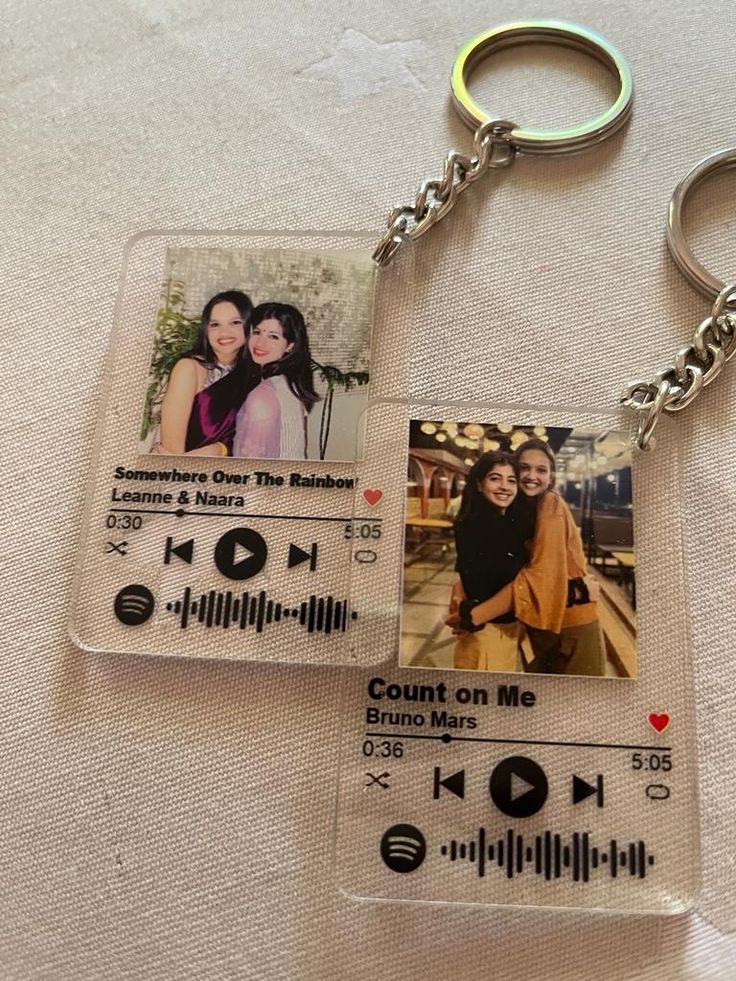 Somewhere Over The Rainbow
Leanne & Naara
0:30
5:05
Count on Me
Bruno Mars
0:36
5:05